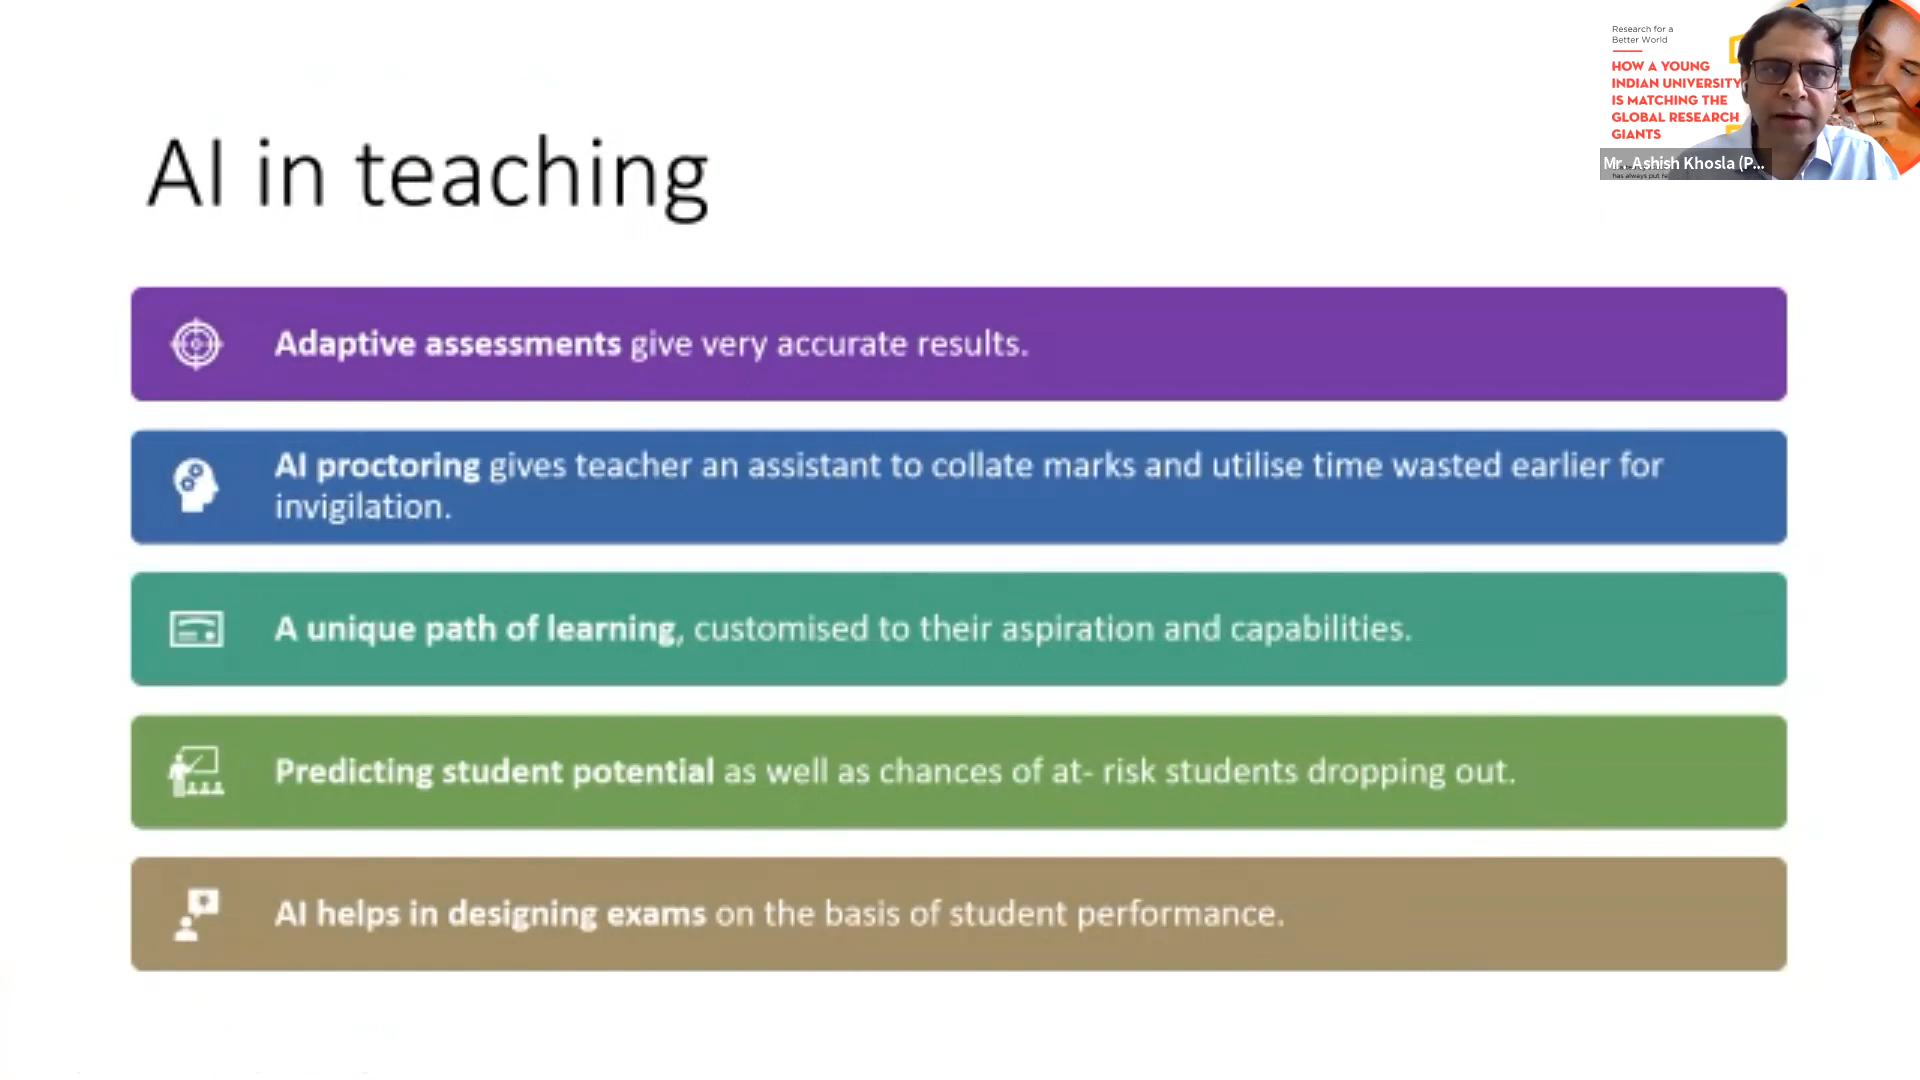 Research for a
Better World
HOW A YOUNG
INDIAN UNIVERSITY
IS MATCHING THE
GLOBAL RESEARCH
GIANTS
Mr. Ashish Khosla (P...
has always put
AI in teaching
Adaptive assessments give very accurate results.
AI proctoring gives teacher an assistant to collate marks and utilise time wasted earlier for
invigilation.
A unique path of learning, customised to their aspiration and capabilities.
Predicting student potential as well as chances of at- risk students dropping out.
AI helps in designing exams on the basis of student performance.